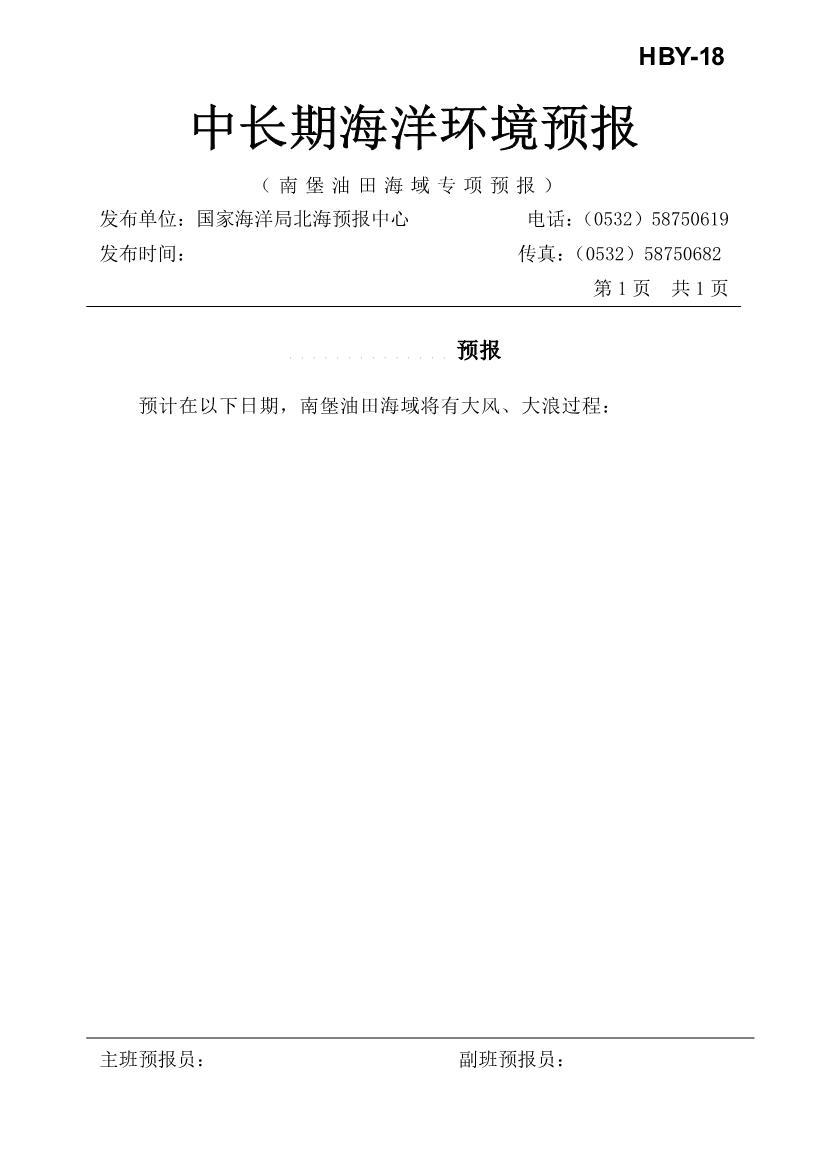 HBY-18
中长期海洋环境预报
（南堡油田海域专项预报）
发布单位：国家海洋局北海预报中心 电话：（0532）58750619
发布时间： 传真：（0532）58750682
第1页 共1页
预报
预计在以下日期，南堡油田海域将有大风、大浪过程：
主班预报员： 副班预报员：